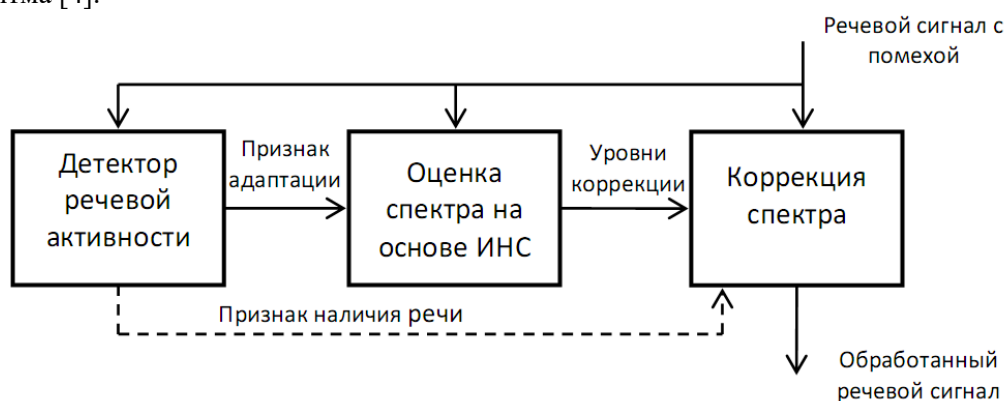 [4].
Речевой сигнал с
помехой
Детектор
речевой
активности
Признак
адаптации
Оценка
спектра на
основе ИНС
Уровни
коррекции
Коррекция
спектра
Признак наличия речи
Обработанный
речевой сигнал